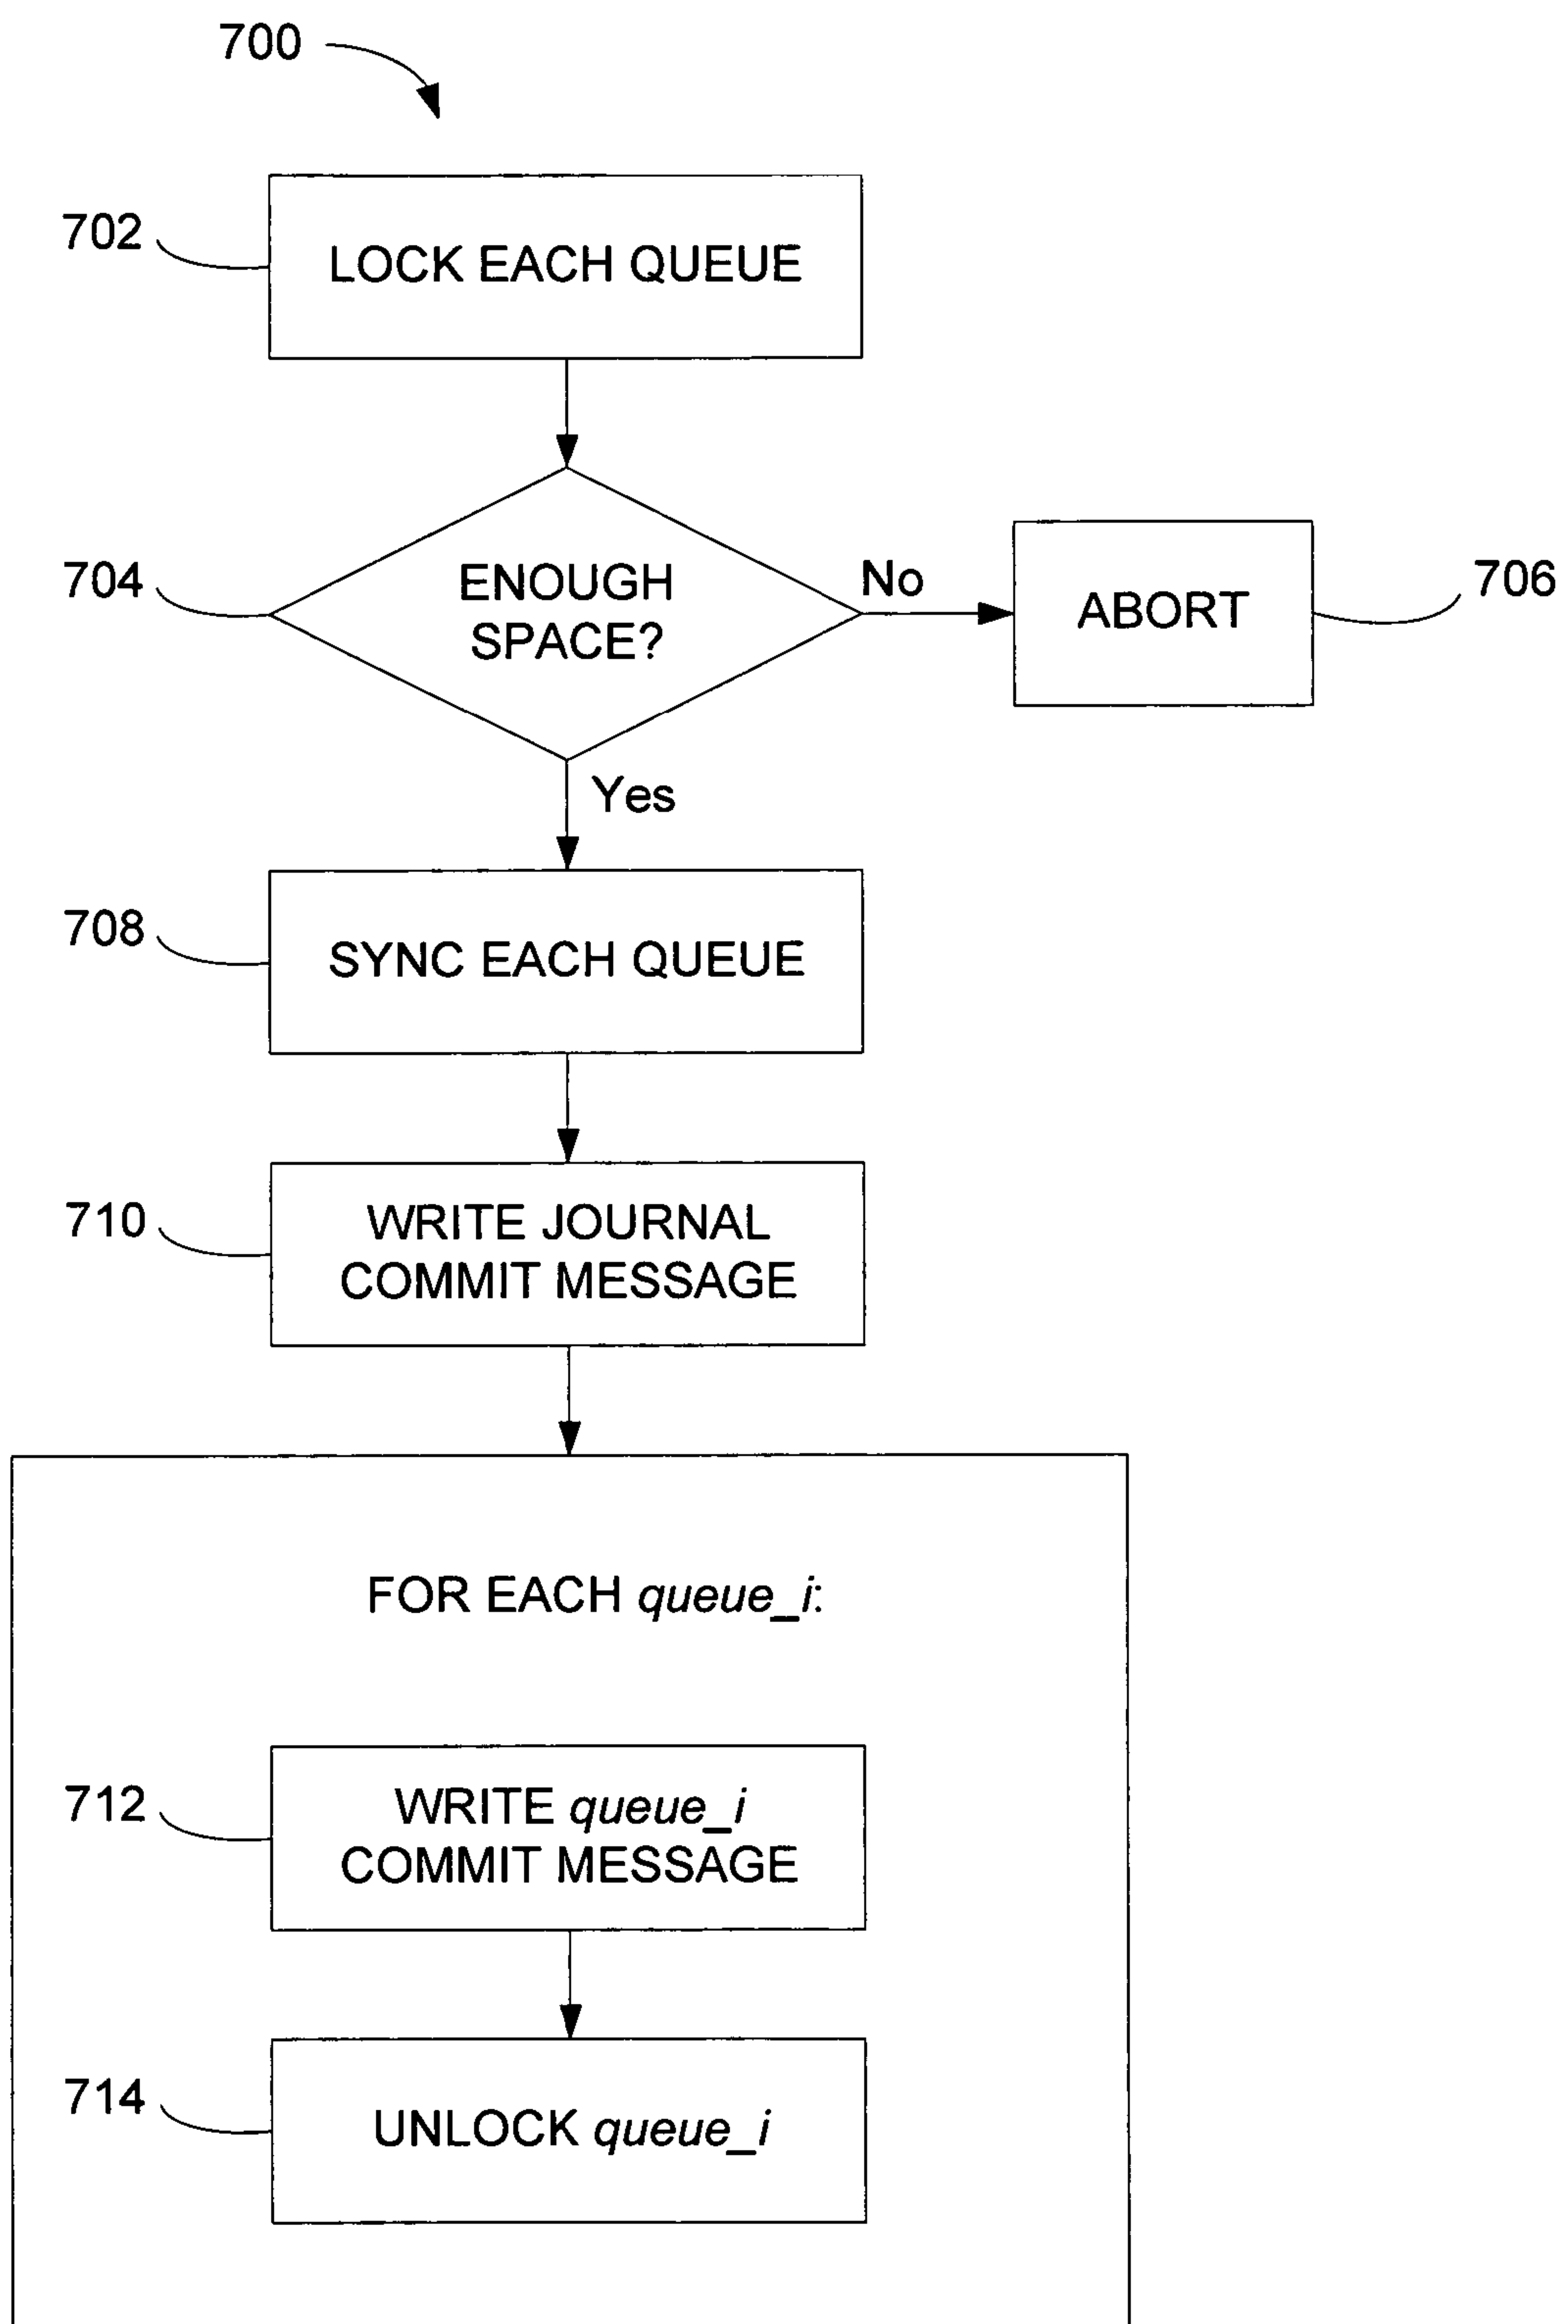 700
702
LOCK EACH QUEUE
704
ENOUGH
SPACE?
No
ABORT
706
Yes
708
SYNC EACH QUEUE
710
WRITE JOURNAL
COMMIT MESSAGE
FOR EACH queue_i:
712
WRITE queue_i
COMMIT MESSAGE
714
UNLOCK queue_i